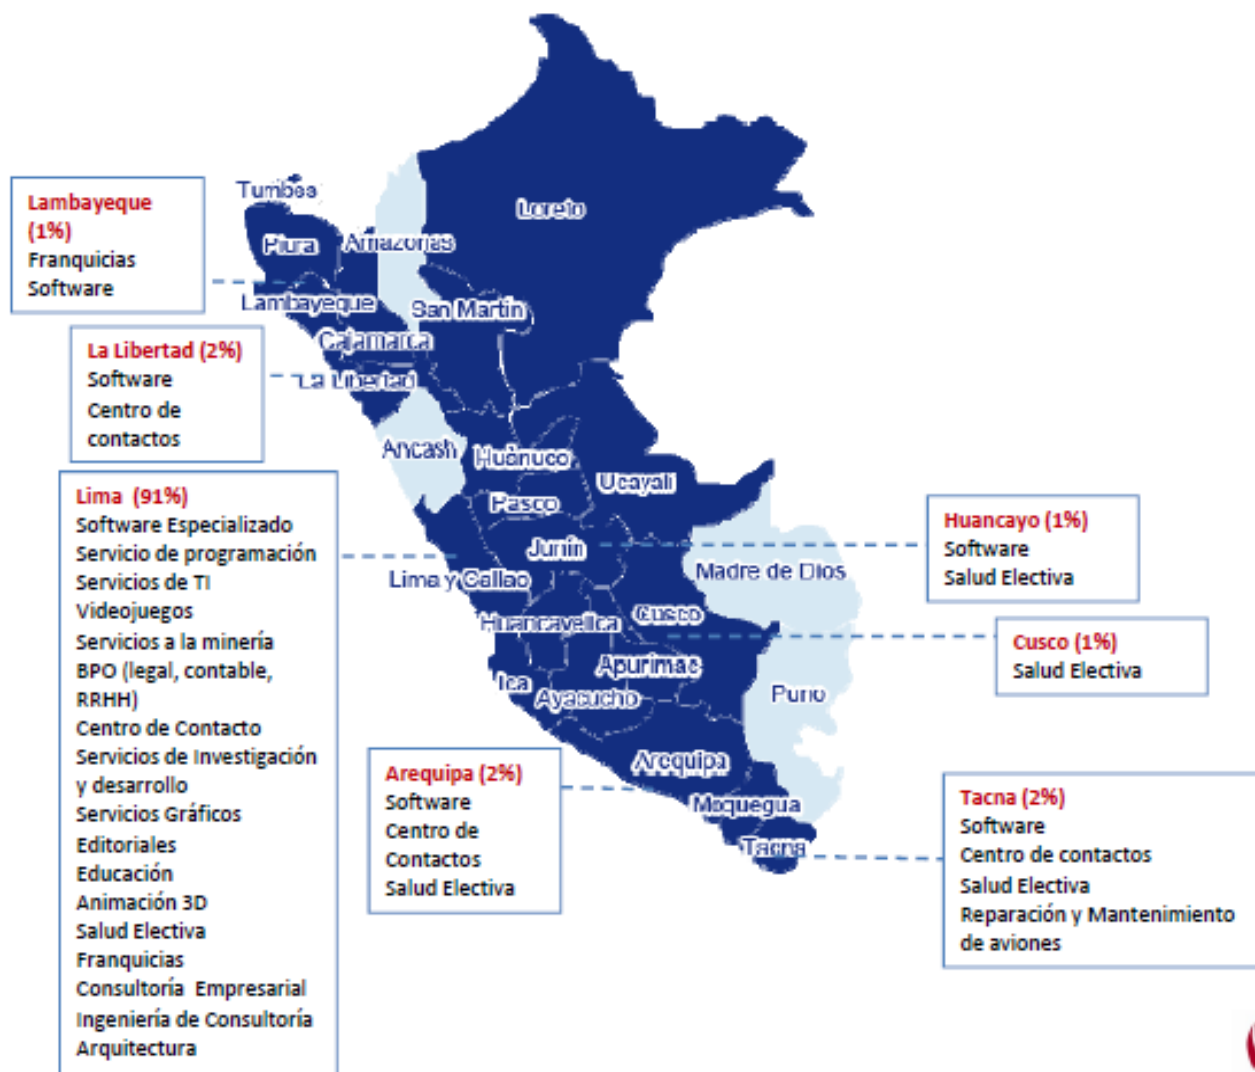 Tumbes
Loreto
Piura
Amazonas
Lambayeque
San Martín
Cajamarca
La Libertad
Ancash
Huánuco
Ucayali
Pasco
Junín
Madre de Dios
Lima y Callao
Cusco
Huancavelica
Apurimac
Puno
Ica
Ayacucho
Arequipa
Moquegua
Tacna
Lambayeque
(1%)
Franquicias
Software
La Libertad (2%)
Software
Centro de
contactos
Lima (91%)
Software Especializado
Servicio de programación
Servicios de TI
Videojuegos
Servicios a la minería
BPO (legal, contable,
RRHH)
Centro de Contacto
Servicios de Investigación
y desarrollo
Servicios Gráficos
Editoriales
Educación
Animación 3D
Salud Electiva
Franquicias
Consultoría Empresarial
Ingeniería de Consultoría
Arquitectura
Arequipa (2%)
Software
Centro de
Contactos
Salud Electiva
Huancayo (1%)
Software
Salud Electiva
Cusco (1%)
Salud Electiva
Tacna (2%)
Software
Centro de contactos
Salud Electiva
Reparación y Mantenimiento
de aviones